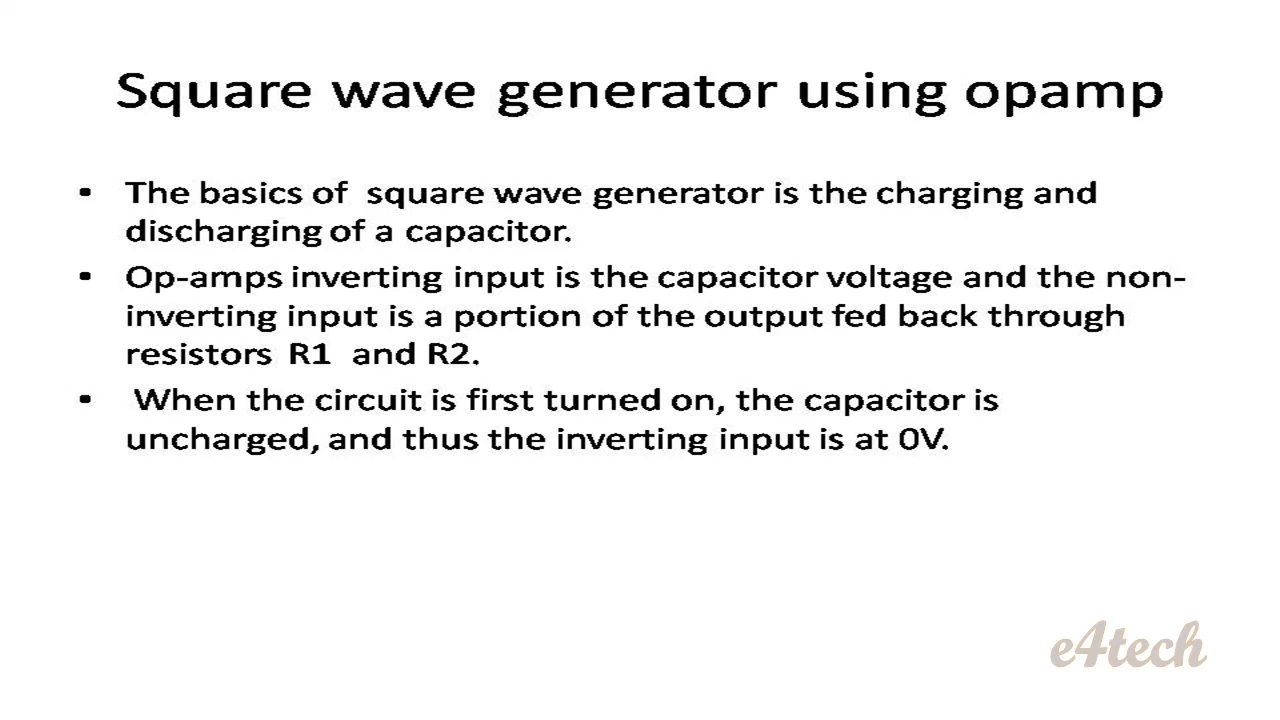 Square wave generator using opamp
• The basics of square wave generator is the charging and
discharging of a capacitor.
• Op-amps inverting input is the capacitor voltage and the non-
inverting input is a portion of the output fed back through
resistors R1 and R2.
• When the circuit is first turned on, the capacitor is
uncharged, and thus the inverting input is at 0V.
e4tech